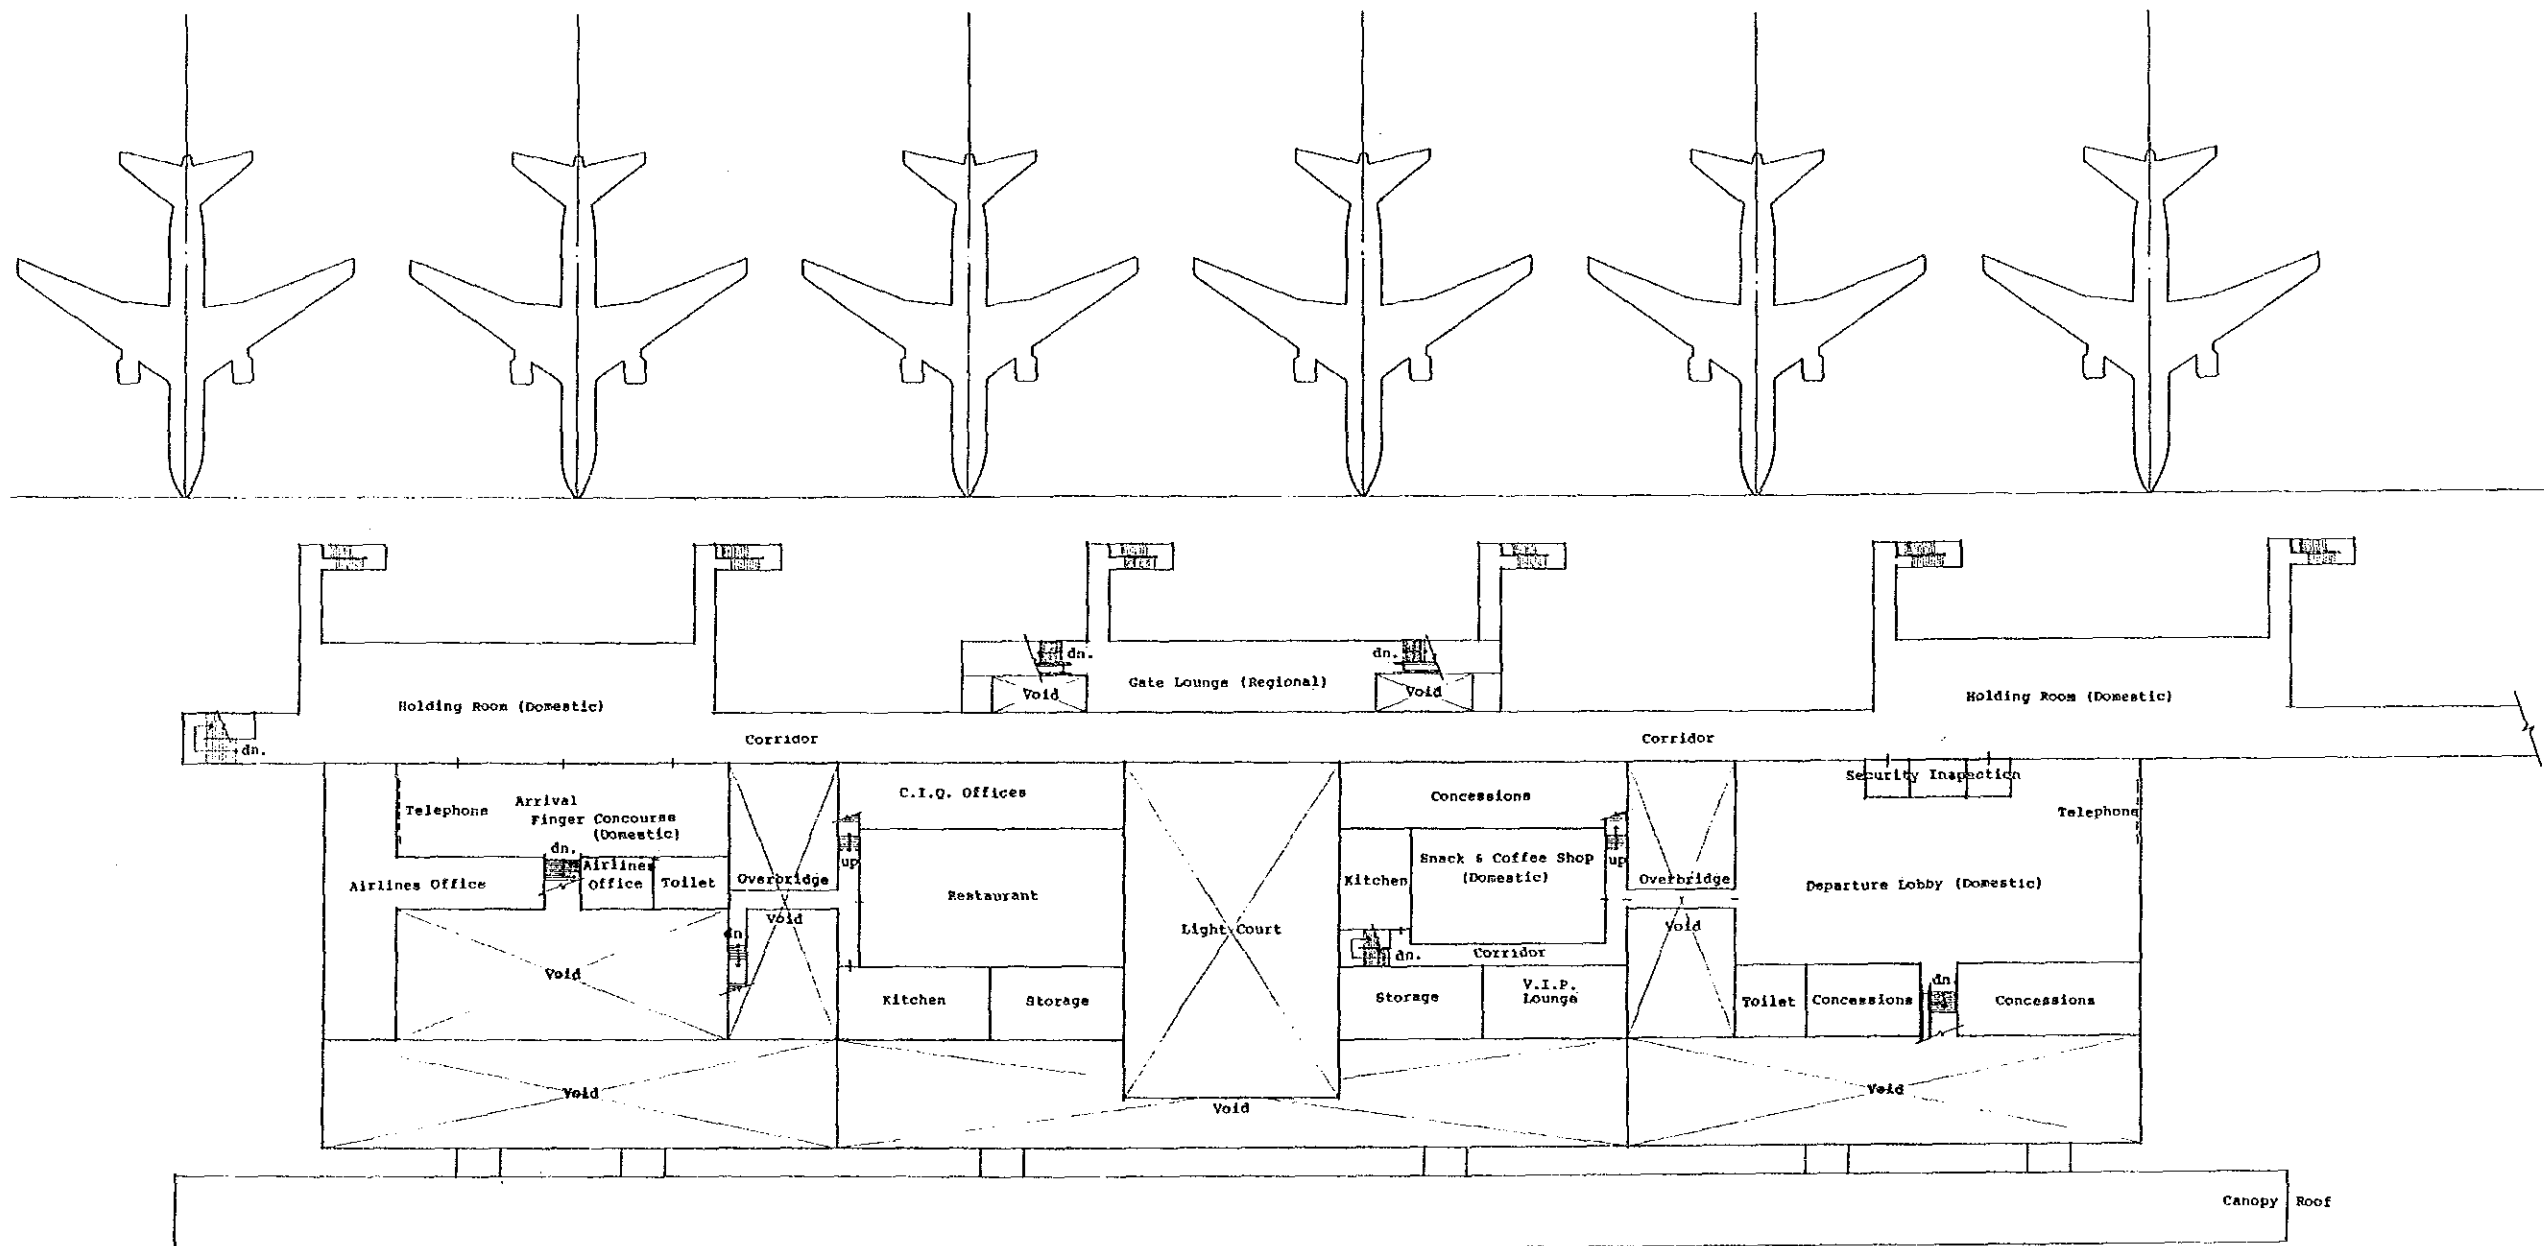 dn.
dn.
Void
Gate Lounge (Regional)
Void
Holding Room (Domestic)
Holding Room (Domestic)
dn.
Corridor
Corridor
Security Inspection
Telephone
Arrival
Finger Concourse
(Domestic)
C.I.Q. Offices
Concessions
Telephone
dn.
Airlines Office
Airlines
Office
Toilet
Overbridge
up
Restaurant
Light Court
Kitchen
Snack & Coffee Shop
(Domestic)
up
Overbridge
Departure Lobby (Domestic)
Void
Void
dn.
Void
dn.
Corridor
Kitchen
Storage
Storage
V.I.P.
Lounge
Toilet
Concessions
dn.
Concessions
Void
Void
Void
Canopy Roof